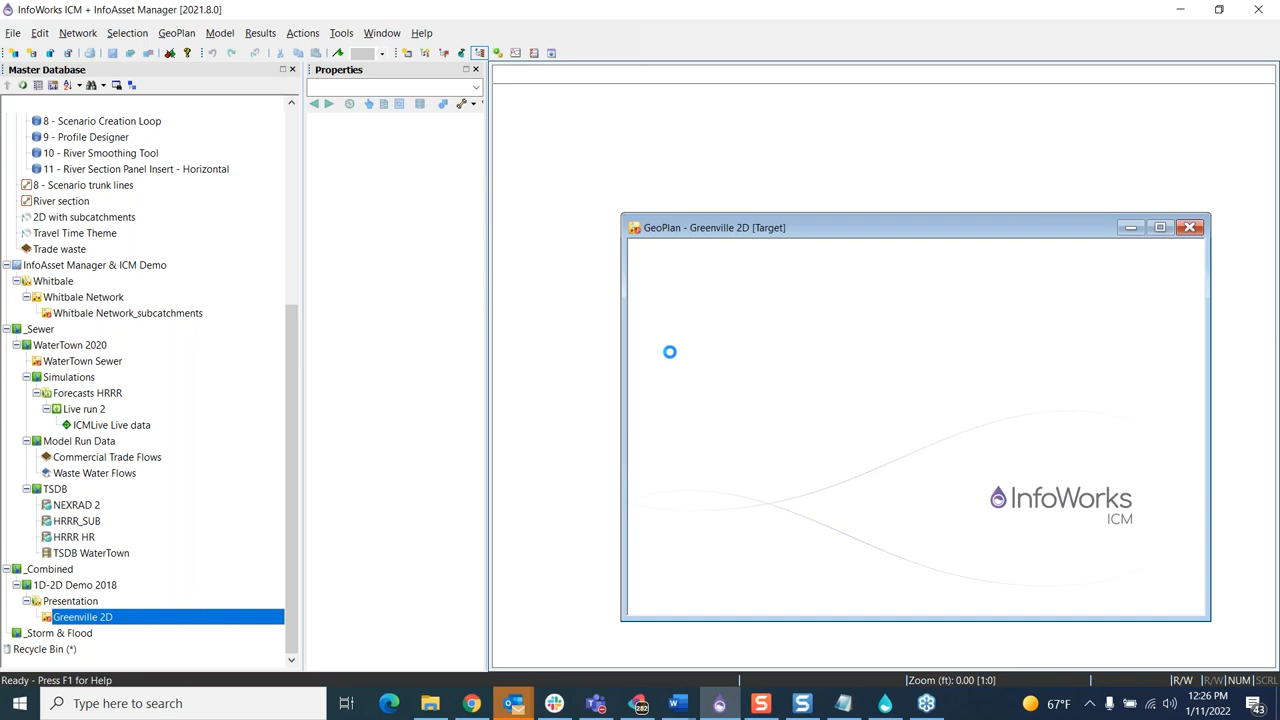 InfoWorks ICM + InfoAsset Manager [2021.8.0]
File Edit Network Selection GeoPlan Model Results Actions Tools Window Help
Master Database
8 - Scenario Creation Loop
9 - Profile Designer
10 - River Smoothing Tool
11 - River Section Panel Insert - Horizontal
8 - Scenario trunk lines
River section
2D with subcatchments
Travel Time Theme
Trade waste
InfoAsset Manager & ICM Demo
Whitbale
Whitbale Network
Whitbale Network_subcatchments
_Sewer
WaterTown 2020
WaterTown Sewer
Simulations
Forecasts HRRR
Live run 2
ICMLive Live data
Model Run Data
Commercial Trade Flows
Waste Water Flows
TSDB
NEXRAD 2
HRRR_SUB
HRRR HR
TSDB WaterTown
_Combined
1D-2D Demo 2018
Presentation
Greenville 2D
_Storm & Flood
Recycle Bin (*)
Properties
GeoPlan - Greenville 2D [Target]
InfoWorks
ICM
Ready - Press F1 for Help
Zoom (ft): 0.00 [1:0]
R/W R/W NUM SCRL
Type here to search
282
67°F
12:26 PM
1/11/2022
43